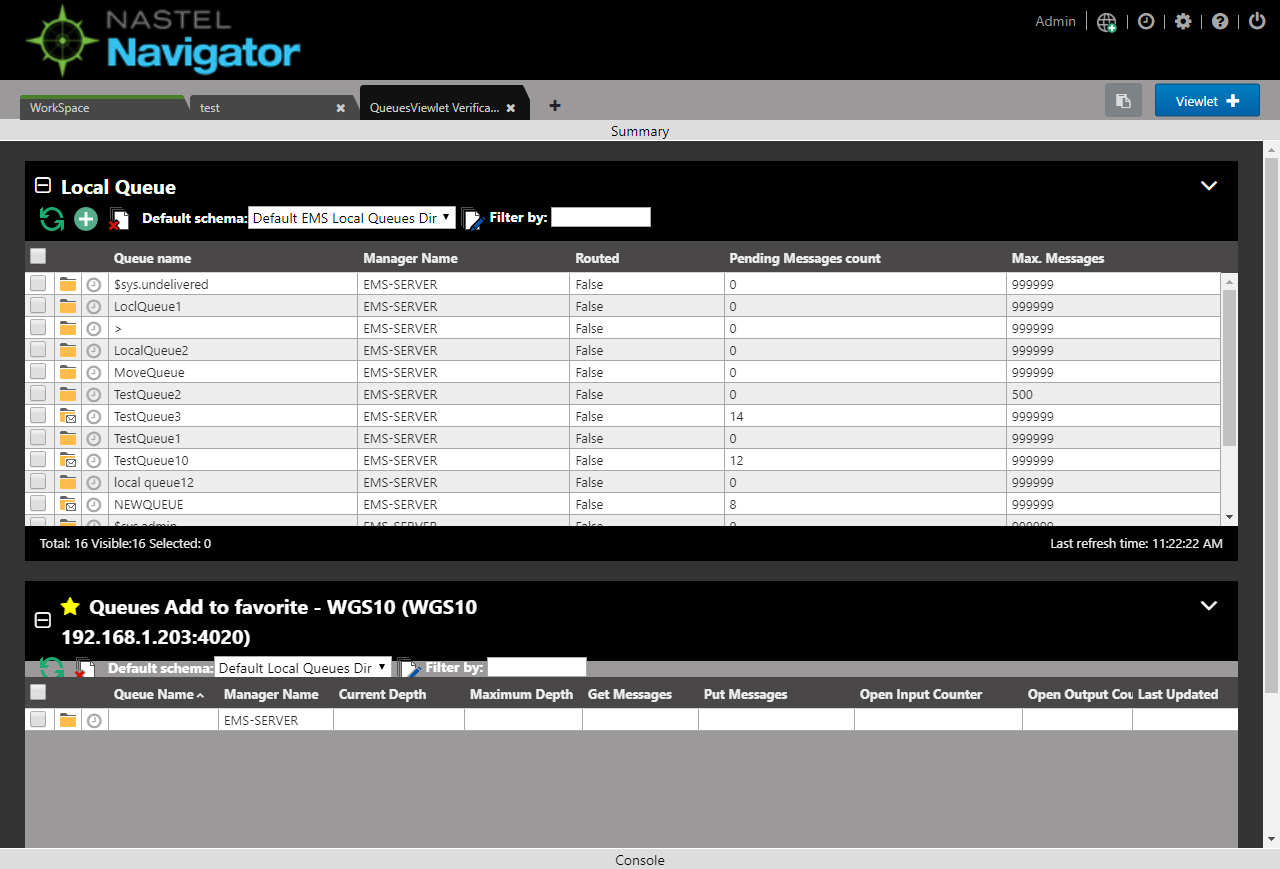 NASTEL
Navigator
Admin
WorkSpace
test
QueuesViewlet Verifica...
Viewlet
Summary
Local Queue
Default schema: Default EMS Local Queues Dir Filter by:
Queue name Manager Name Routed Pending Messages count Max. Messages
$sys.undelivered EMS-SERVER False 0 999999
LoclQueue1 EMS-SERVER False 0 999999
> EMS-SERVER False 0 999999
LocalQueue2 EMS-SERVER False 0 999999
MoveQueue EMS-SERVER False 0 999999
TestQueue2 EMS-SERVER False 0 500
TestQueue3 EMS-SERVER False 14 999999
TestQueue1 EMS-SERVER False 0 999999
TestQueue10 EMS-SERVER False 12 999999
local queue12 EMS-SERVER False 0 999999
NEWQUEUE EMS-SERVER False 8 999999
$sys.admin EMS-SERVER False 0 999999
Total: 16 Visible:16 Selected: 0 Last refresh time: 11:22:22 AM
Queues Add to favorite - WGS10 (WGS10
192.168.1.203:4020)
Default schema: Default Local Queues Dir Filter by:
Queue Name Manager Name Current Depth Maximum Depth Get Messages Put Messages Open Input Counter Open Output Cou Last Updated
EMS-SERVER
Console